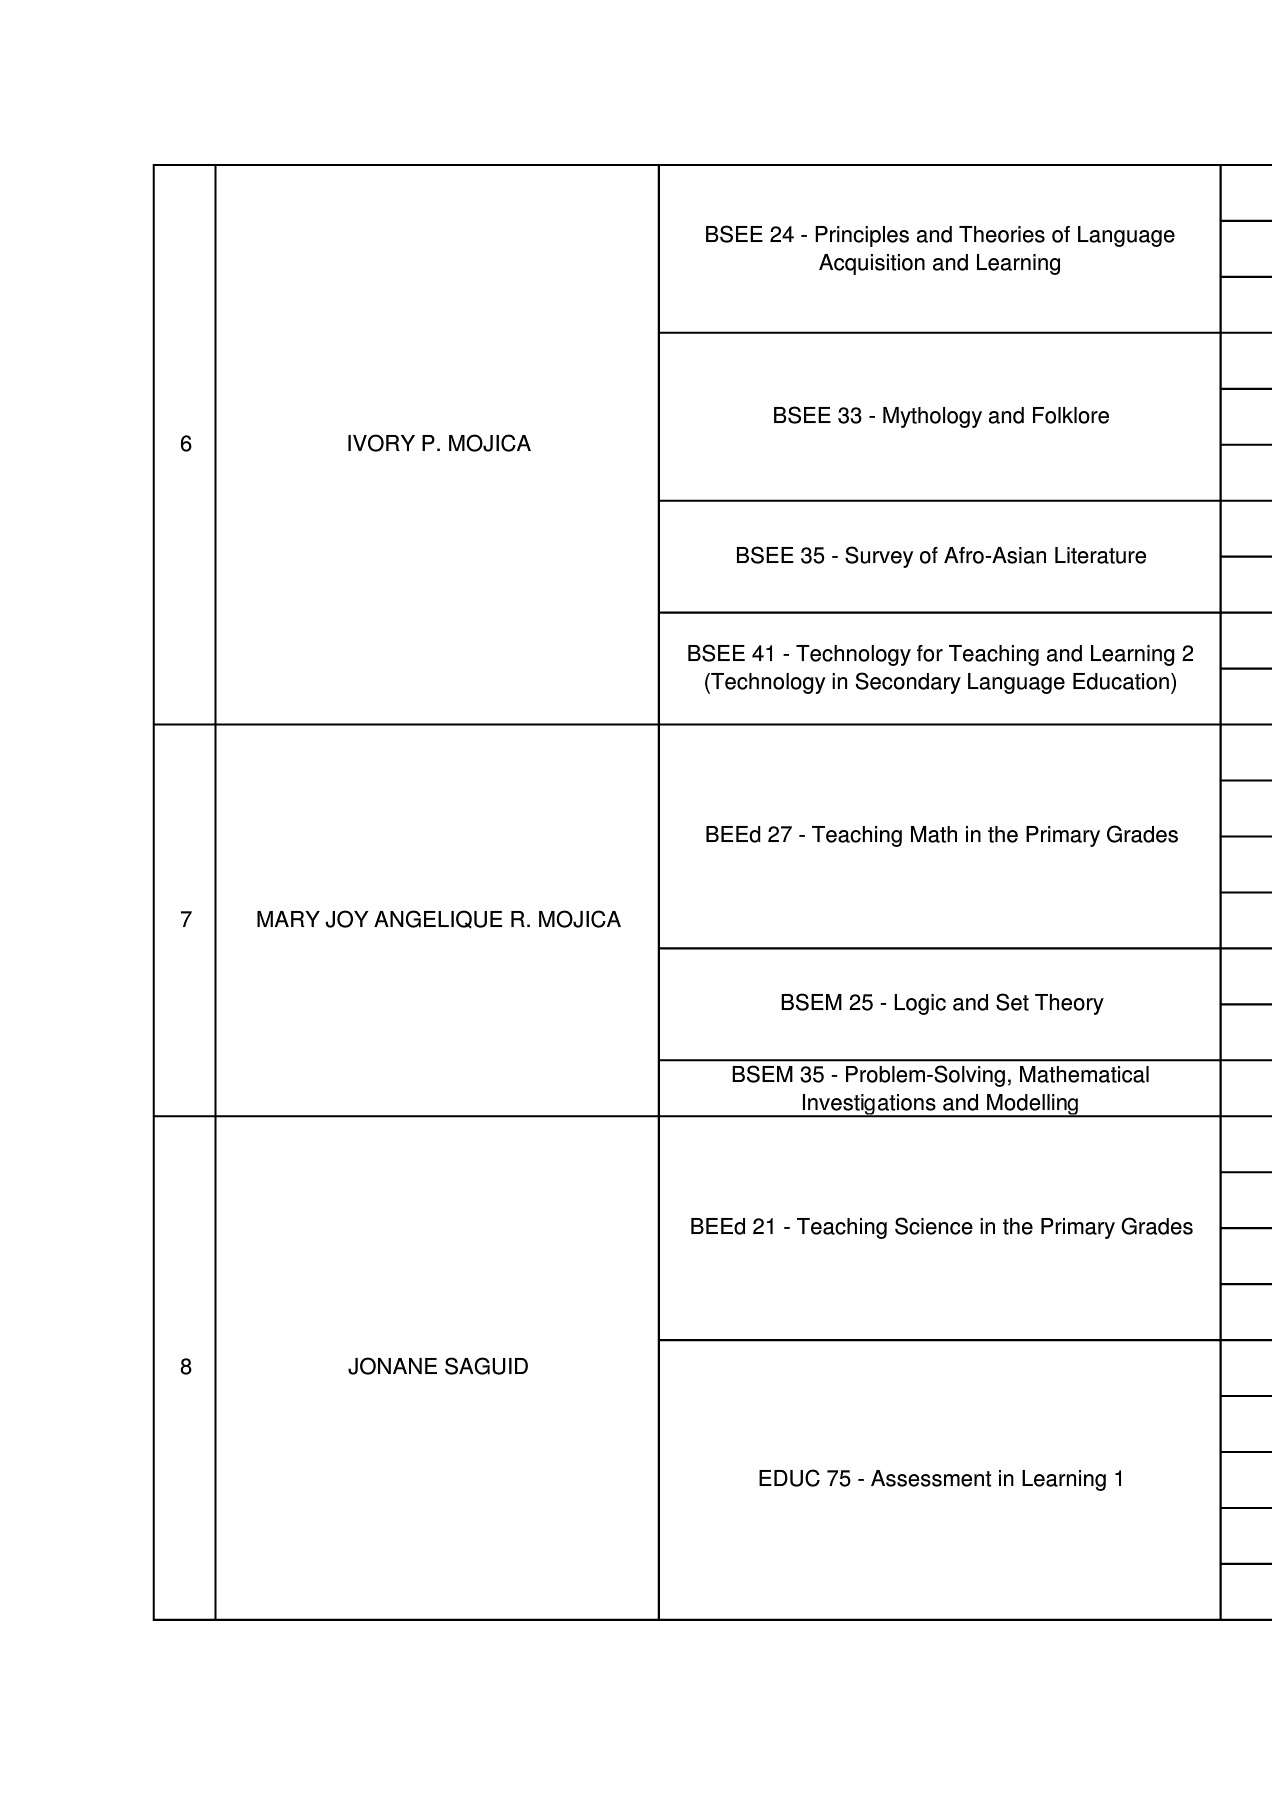 6
IVORY P. MOJICA
BSEE 24 - Principles and Theories of Language
Acquisition and Learning
BSEE 33 - Mythology and Folklore
BSEE 35 - Survey of Afro-Asian Literature
BSEE 41 - Technology for Teaching and Learning 2
(Technology in Secondary Language Education)
7
MARY JOY ANGELIQUE R. MOJICA
BEEd 27 - Teaching Math in the Primary Grades
BSEM 25 - Logic and Set Theory
BSEM 35 - Problem-Solving, Mathematical
Investigations and Modelling
8
JONANE SAGUID
BEEd 21 - Teaching Science in the Primary Grades
EDUC 75 - Assessment in Learning 1